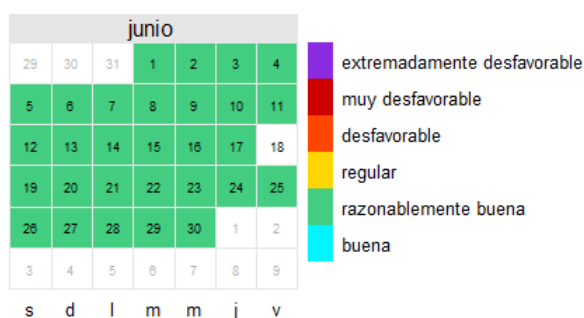 junio
29 30 31 1 2 3 4
5 6 7 8 9 10 11
12 13 14 15 16 17 18
19 20 21 22 23 24 25
26 27 28 29 30 1 2
3 4 5 6 7 8 9
s d l m m j v
extremadamente desfavorable
muy desfavorable
desfavorable
regular
razonablemente buena
buena